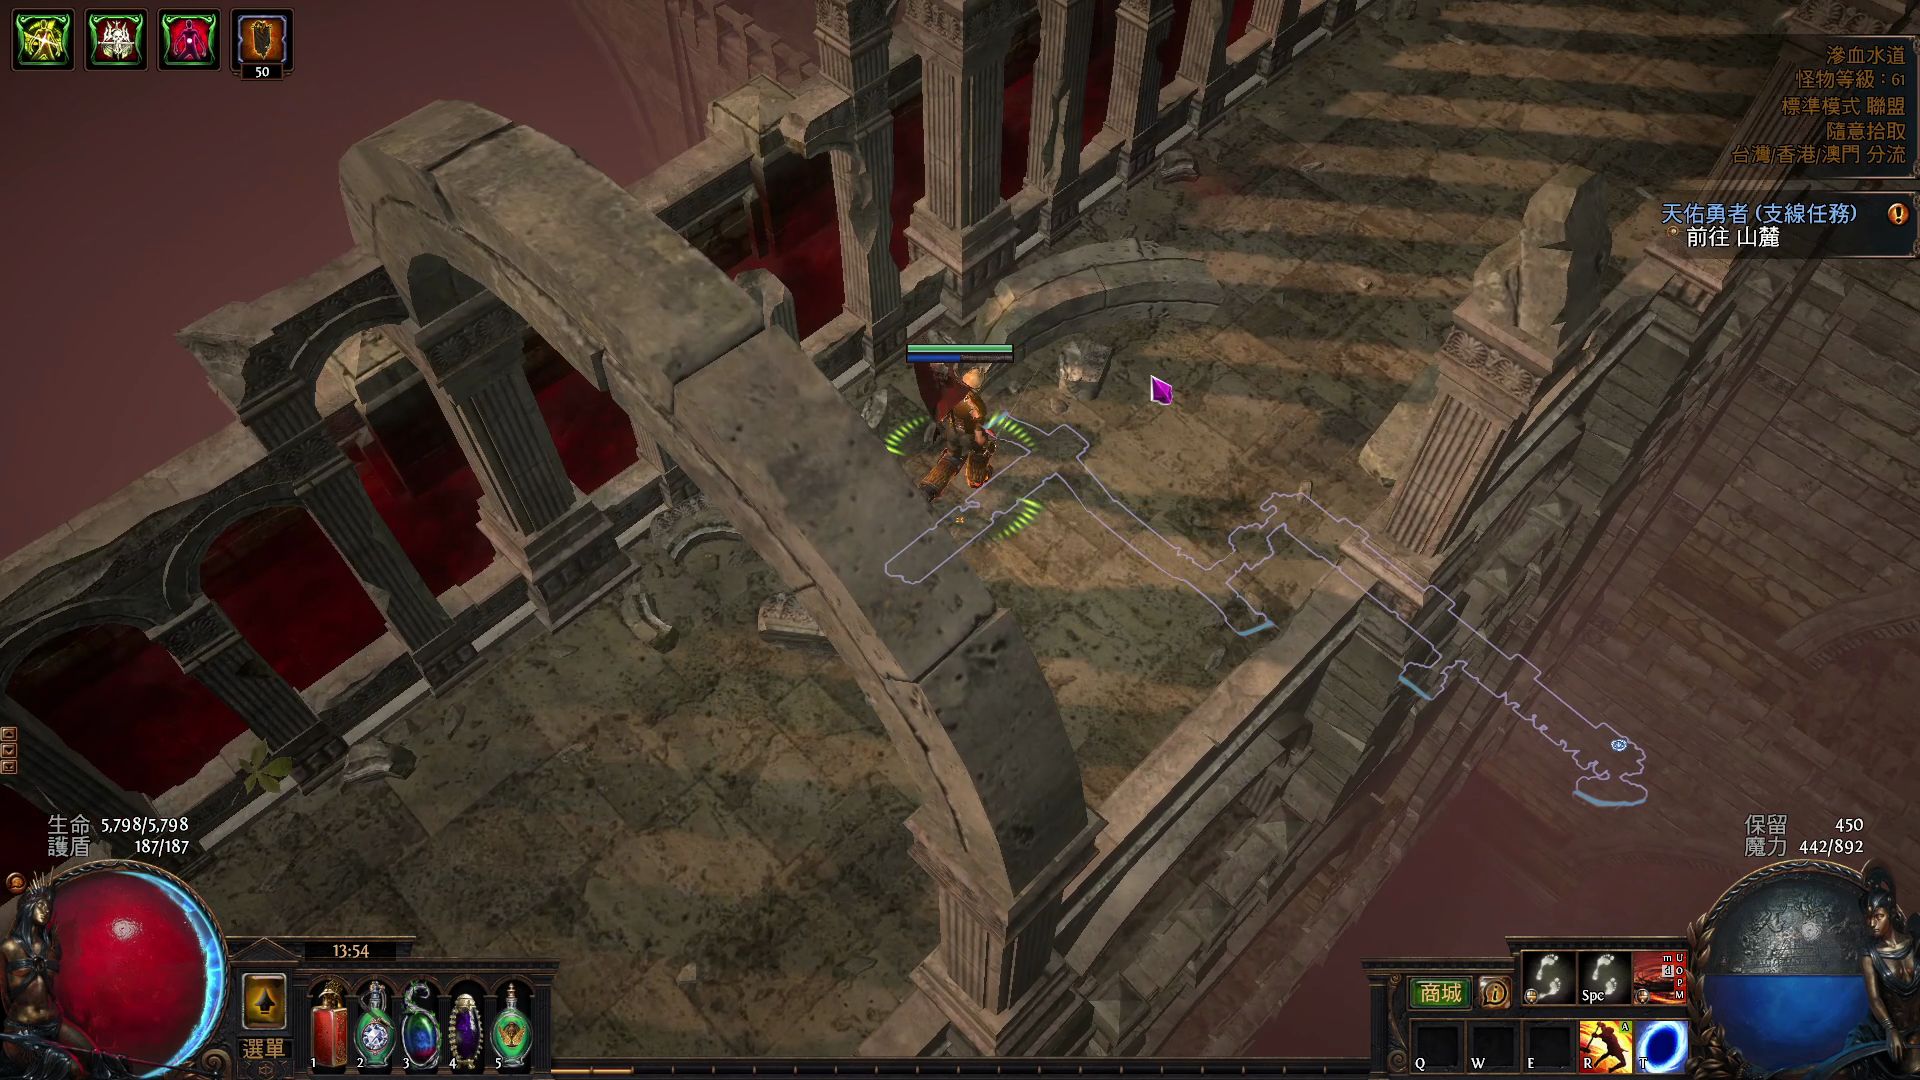 50
滲血水道
怪物等級：61
標準模式 聯盟
隨意拾取
台灣/香港/澳門 分流
天佑勇者 (支線任務)
前往 山麓
生命 5,798/5,798
護盾 187/187
保留 450
魔力 442/892
13:54
選單
1 2 3 4 5
商城
Spc
m U
d O
P
M
Q W E R A T